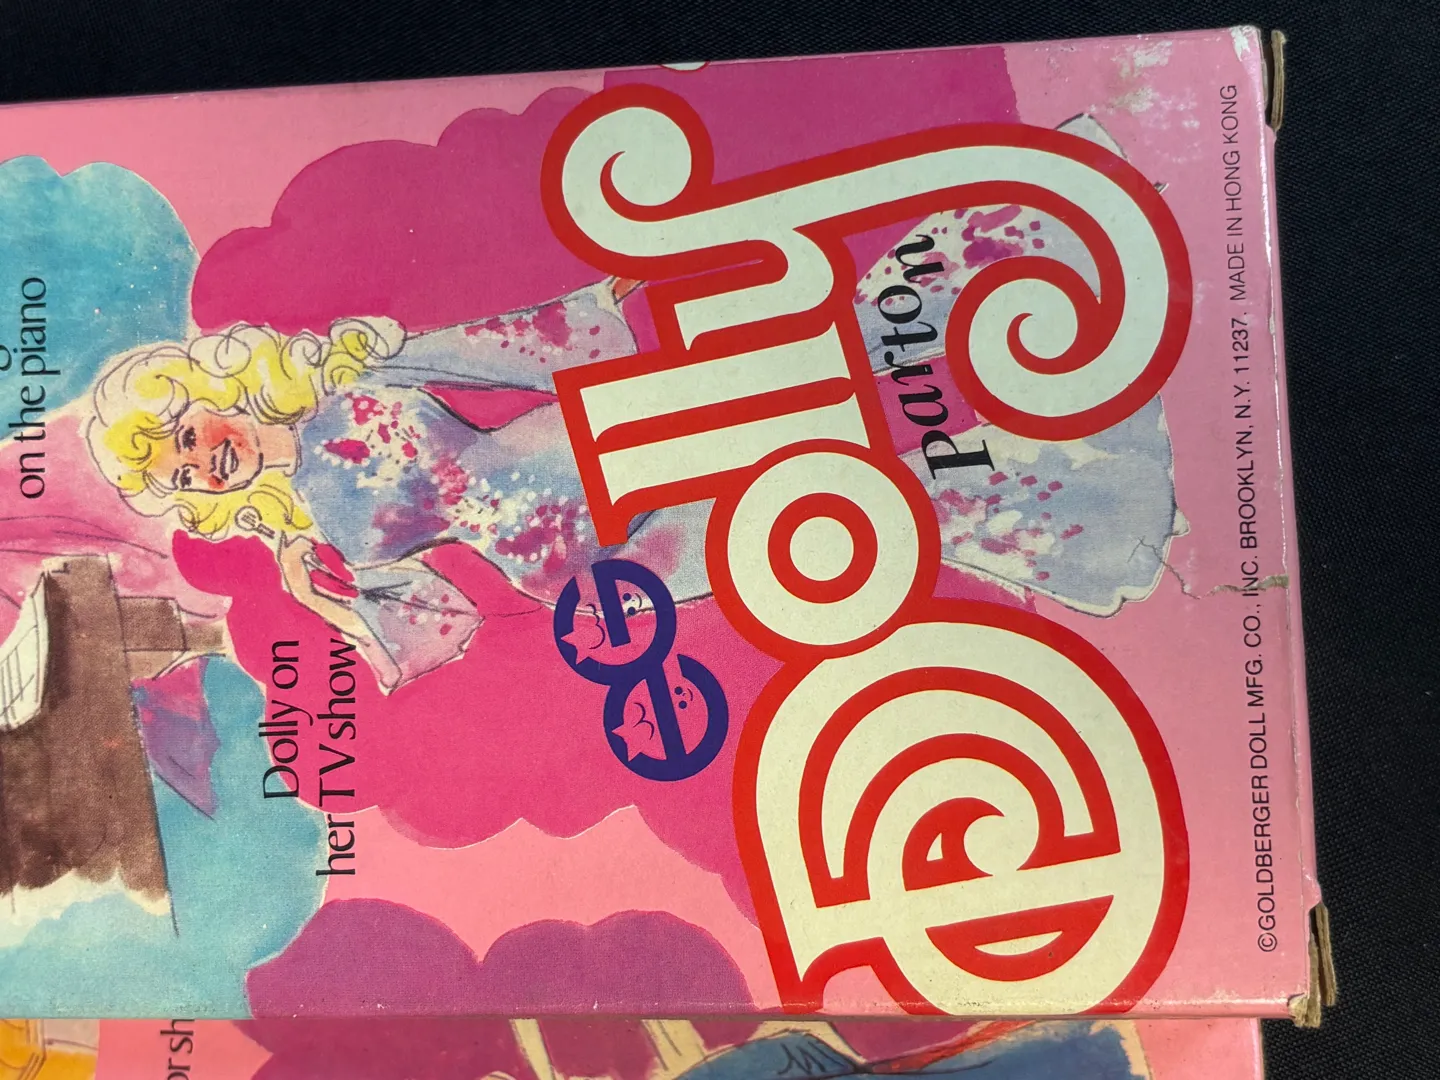 on the piano
Dolly on
her TV show
eG
Dolly
Parton
©GOLDBERGER DOLL MFG. CO., INC. BROOKLYN, N.Y. 11237. MADE IN HONG KONG